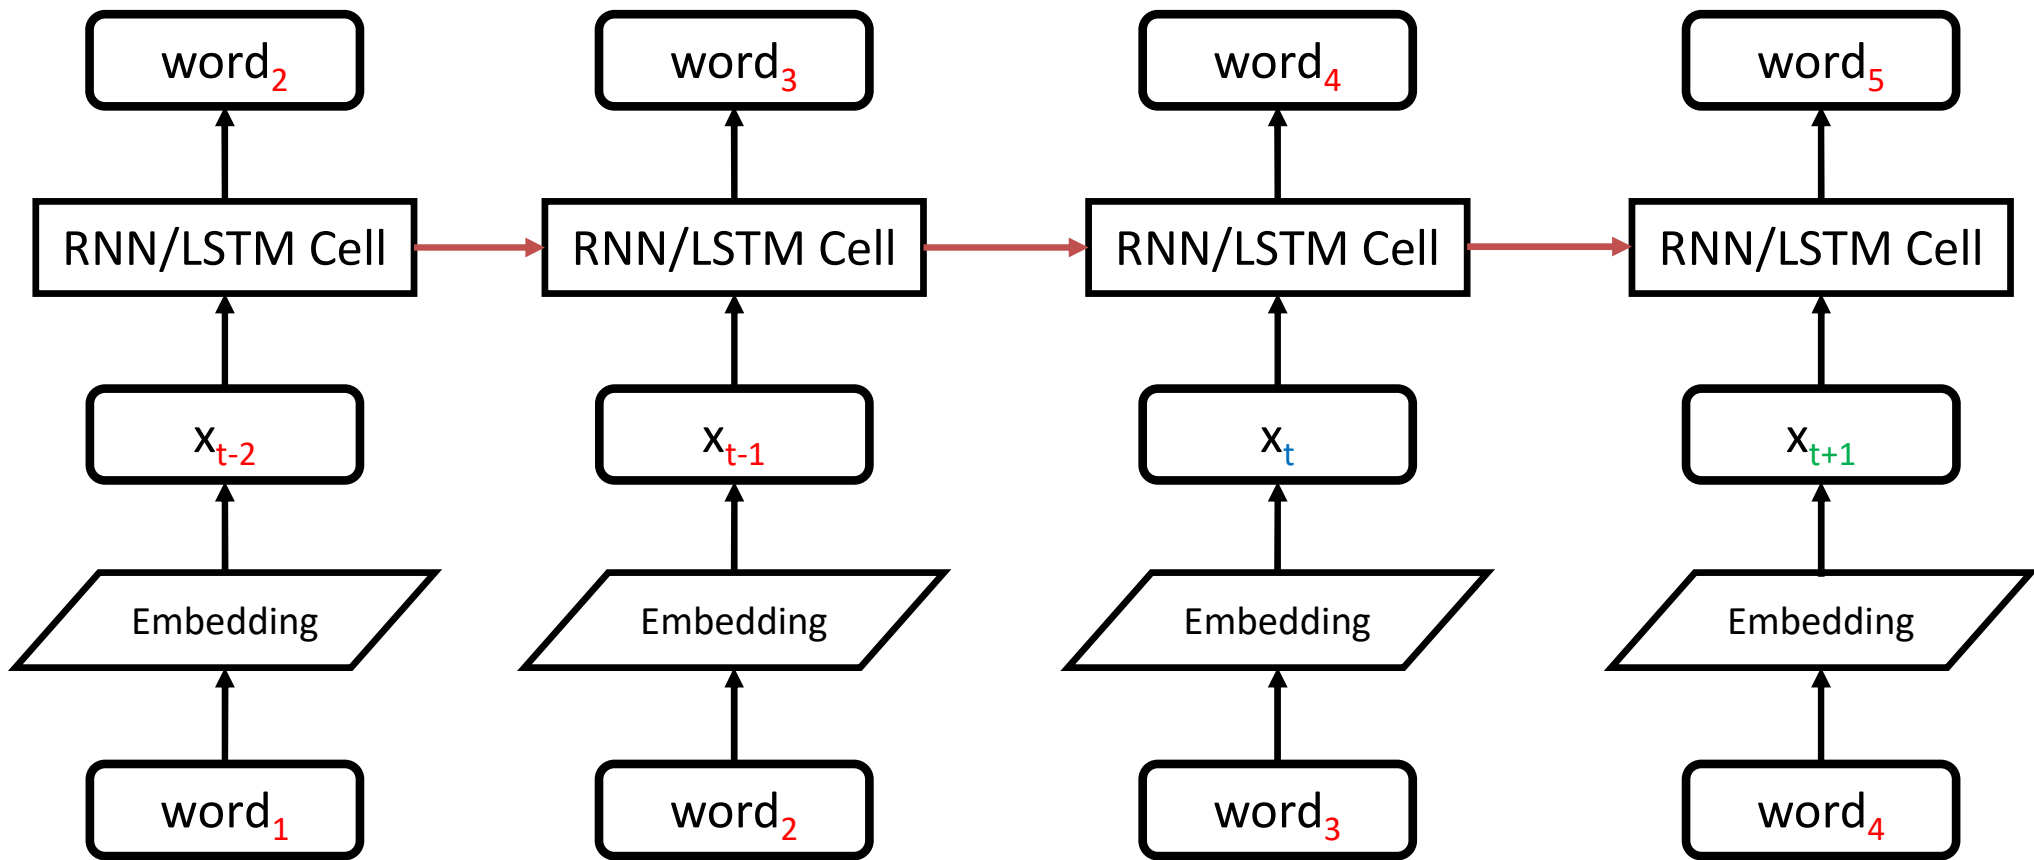 word₂ word₃ word₄ word₅
RNN/LSTM Cell RNN/LSTM Cell RNN/LSTM Cell RNN/LSTM Cell
xₜ₋₂ xₜ₋₁ xₜ xₜ₊₁
Embedding Embedding Embedding Embedding
word₁ word₂ word₃ word₄